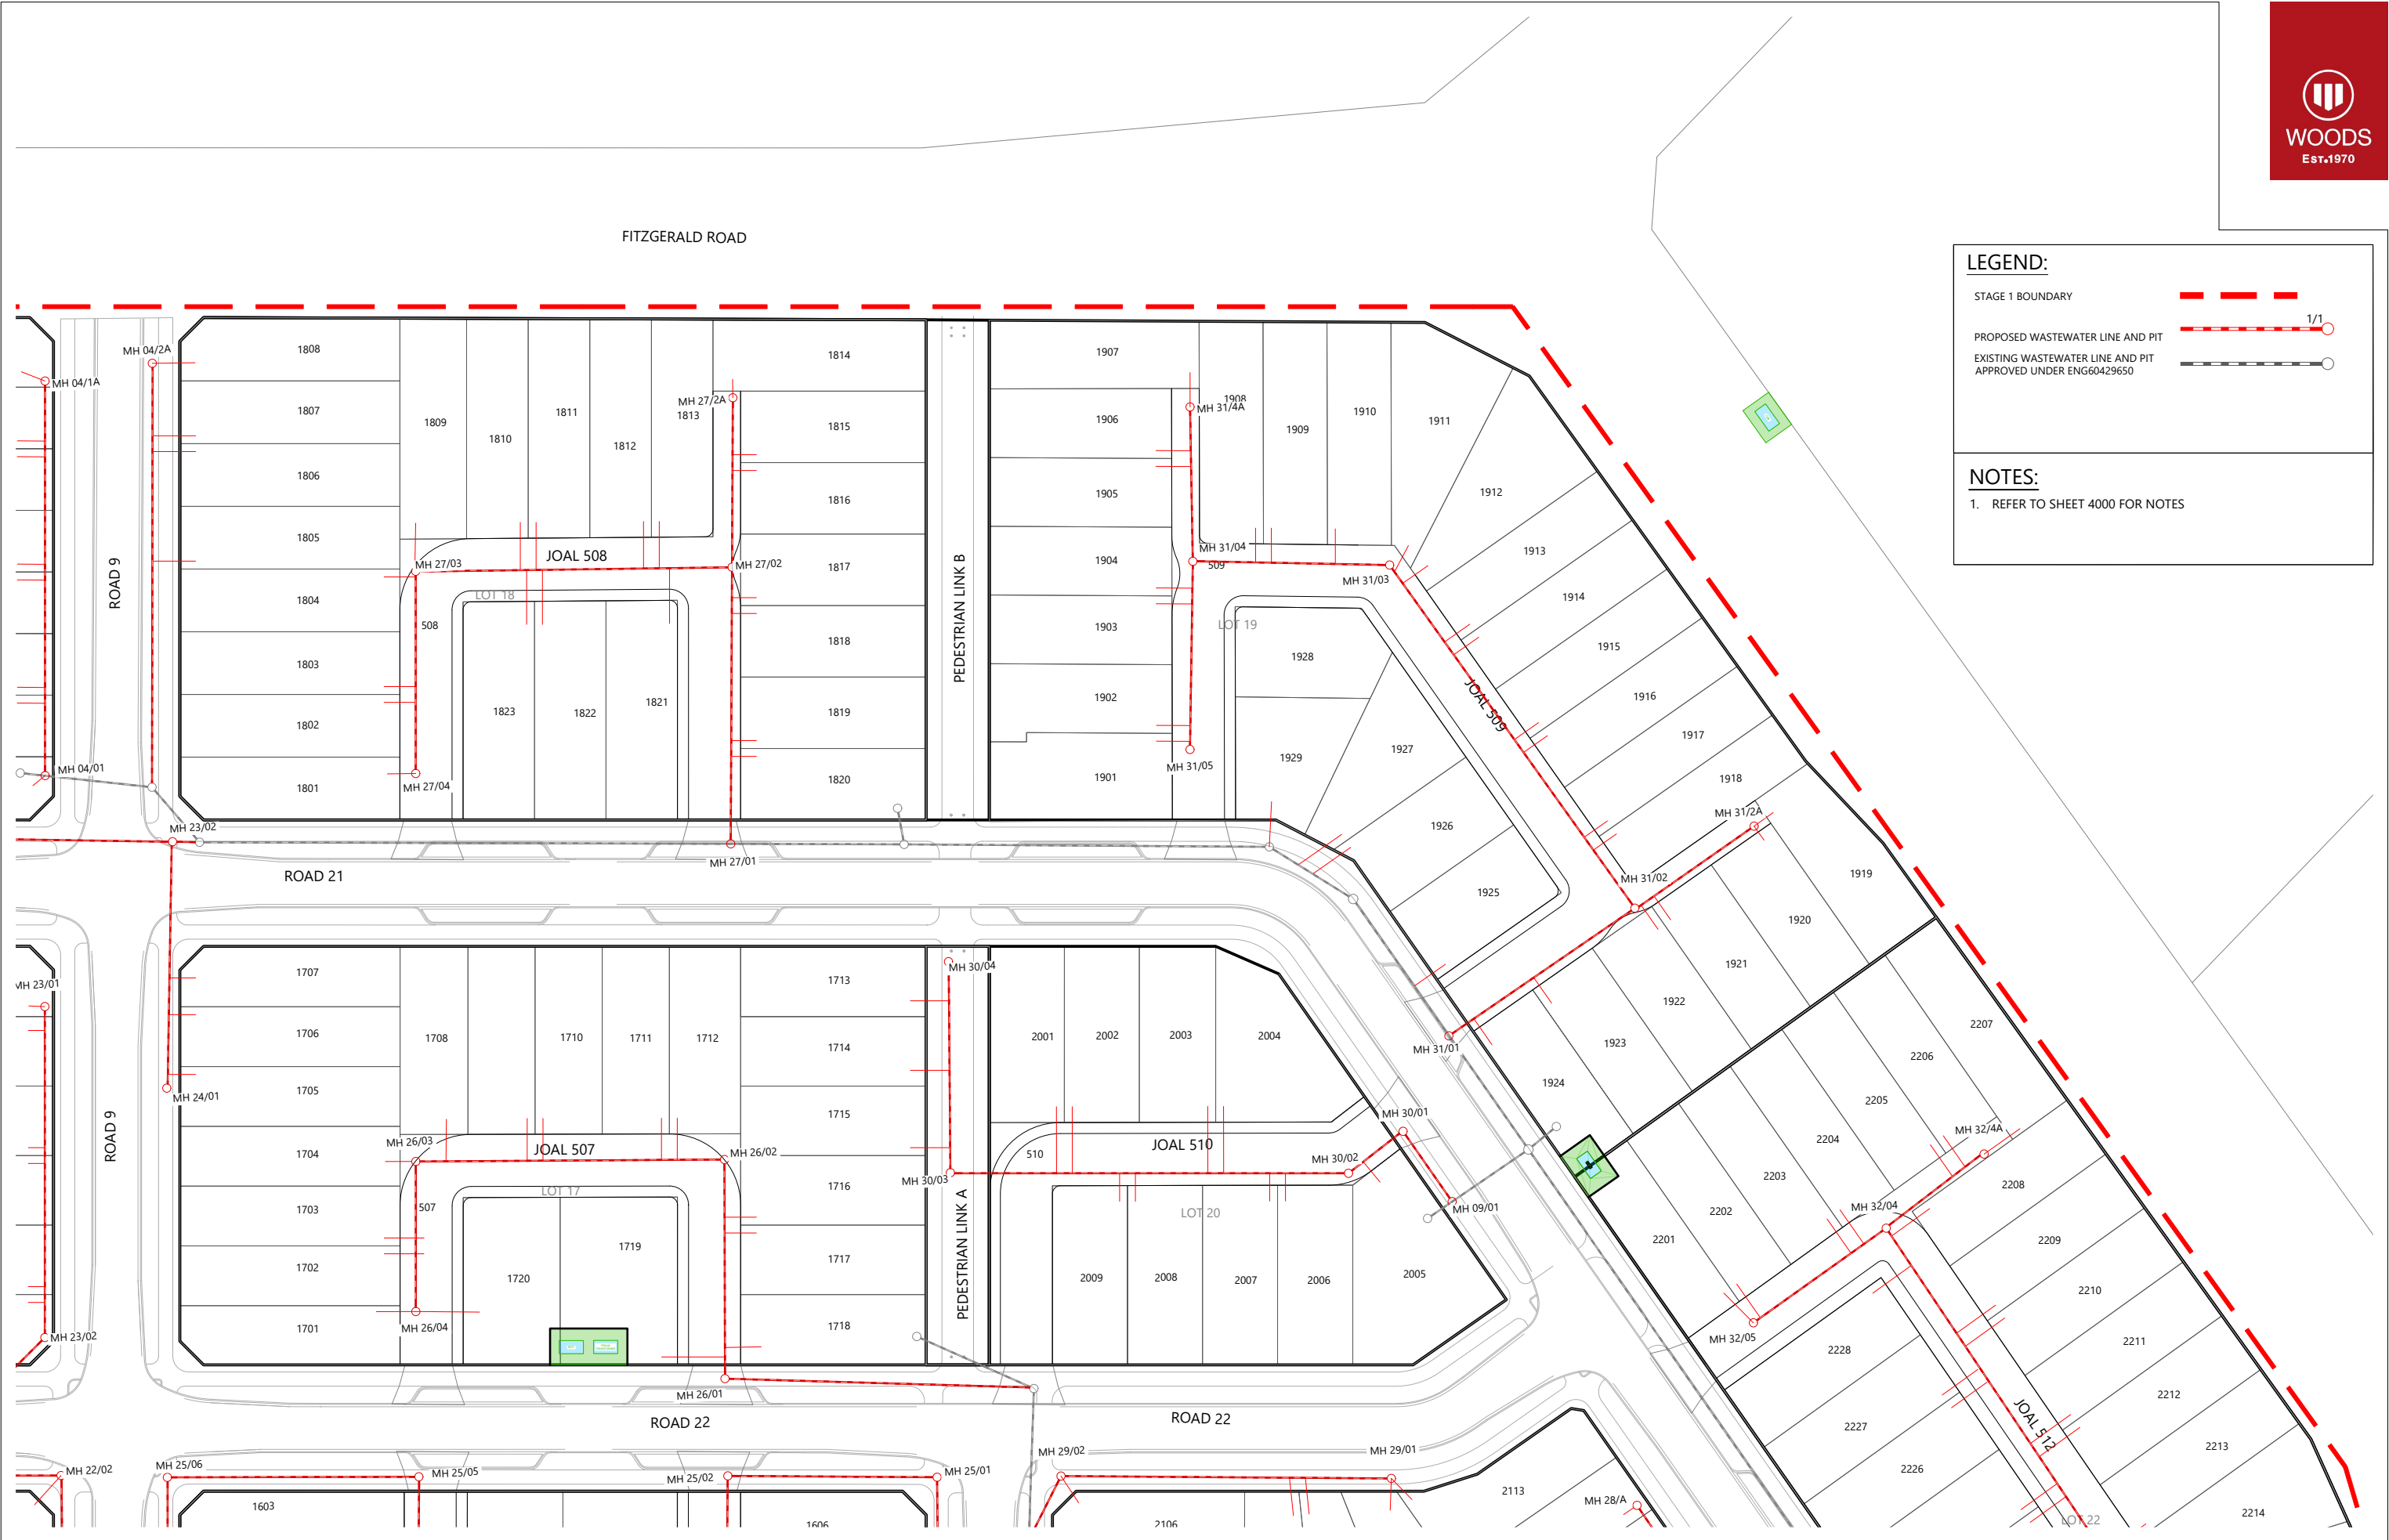 WOODS
EST.1970
FITZGERALD ROAD
LEGEND:
STAGE 1 BOUNDARY
1/1
PROPOSED WASTEWATER LINE AND PIT
EXISTING WASTEWATER LINE AND PIT
APPROVED UNDER ENG60429650
NOTES:
1. REFER TO SHEET 4000 FOR NOTES
MH 04/2A
MH 04/1A
1808
1807
1806
1805
1804
1803
1802
1801
1809
1810
1811
1812
1813
MH 27/2A
1814
1815
1816
1817
1818
1819
1820
ROAD 9
JOAL 508
MH 27/03
MH 27/02
LOT 18
508
1823
1822
1821
MH 27/04
MH 04/01
MH 23/02
MH 27/01
PEDESTRIAN LINK B
1907
1906
1905
1904
1903
1902
1901
1908
MH 31/4A
1909
1910
1911
1912
1913
1914
1915
1916
1917
1918
MH 31/04
509
MH 31/03
LOT 19
1928
1929
1927
1926
1925
JOAL 509
MH 31/05
MH 31/2A
MH 31/02
1919
1920
1921
1922
1923
1924
MH 31/01
ROAD 21
MH 23/01
1707
1706
1705
1704
1703
1702
1701
MH 24/01
ROAD 9
1708
1710
1711
1712
1713
1714
1715
1716
1717
1718
MH 26/03
JOAL 507
MH 26/02
LOT 17
507
1720
1719
MH 26/04
MH 23/02
MH 26/01
MH 30/04
PEDESTRIAN LINK A
MH 30/03
2001
2002
2003
2004
MH 30/01
JOAL 510
510
MH 30/02
MH 09/01
LOT 20
2009
2008
2007
2006
2005
2207
2206
2205
2204
2203
2202
2201
MH 32/4A
MH 32/04
MH 32/05
2208
2209
2210
2211
2212
2213
2214
2228
2227
2226
JOAL 512
LOT 22
ROAD 22
ROAD 22
MH 22/02
MH 25/06
MH 25/05
MH 25/02
MH 25/01
MH 29/02
MH 29/01
MH 28/A
1603
1606
2106
2113